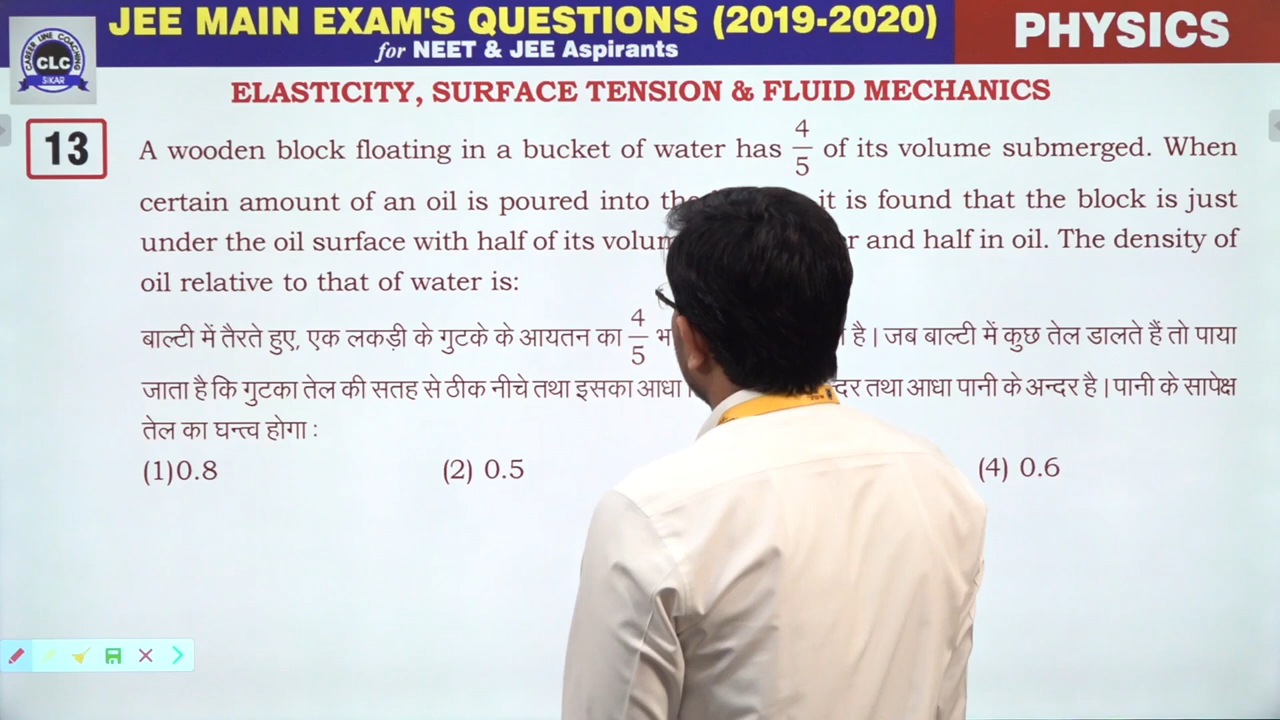 JEE MAIN EXAM'S QUESTIONS (2019-2020)
for NEET & JEE Aspirants
PHYSICS
CAREER LINE COACHING
CLC
SIKAR
ELASTICITY, SURFACE TENSION & FLUID MECHANICS
13
A wooden block floating in a bucket of water has 4/5 of its volume submerged. When
certain amount of an oil is poured into the it is found that the block is just
under the oil surface with half of its and half in oil. The density of
oil relative to that of water is:
बाल्टी में तैरते हुए, एक लकड़ी के गुटके के आयतन का 4/5 है। जब बाल्टी में कुछ तेल डालते हैं तो पाया
जाता है कि गुटका तेल की सतह से ठीक नीचे तथा इसका आधा तथा आधा पानी के अन्दर है। पानी के सापेक्ष
तेल का घन्त्व होगा :
(1)0.8 (2) 0.5 (4) 0.6